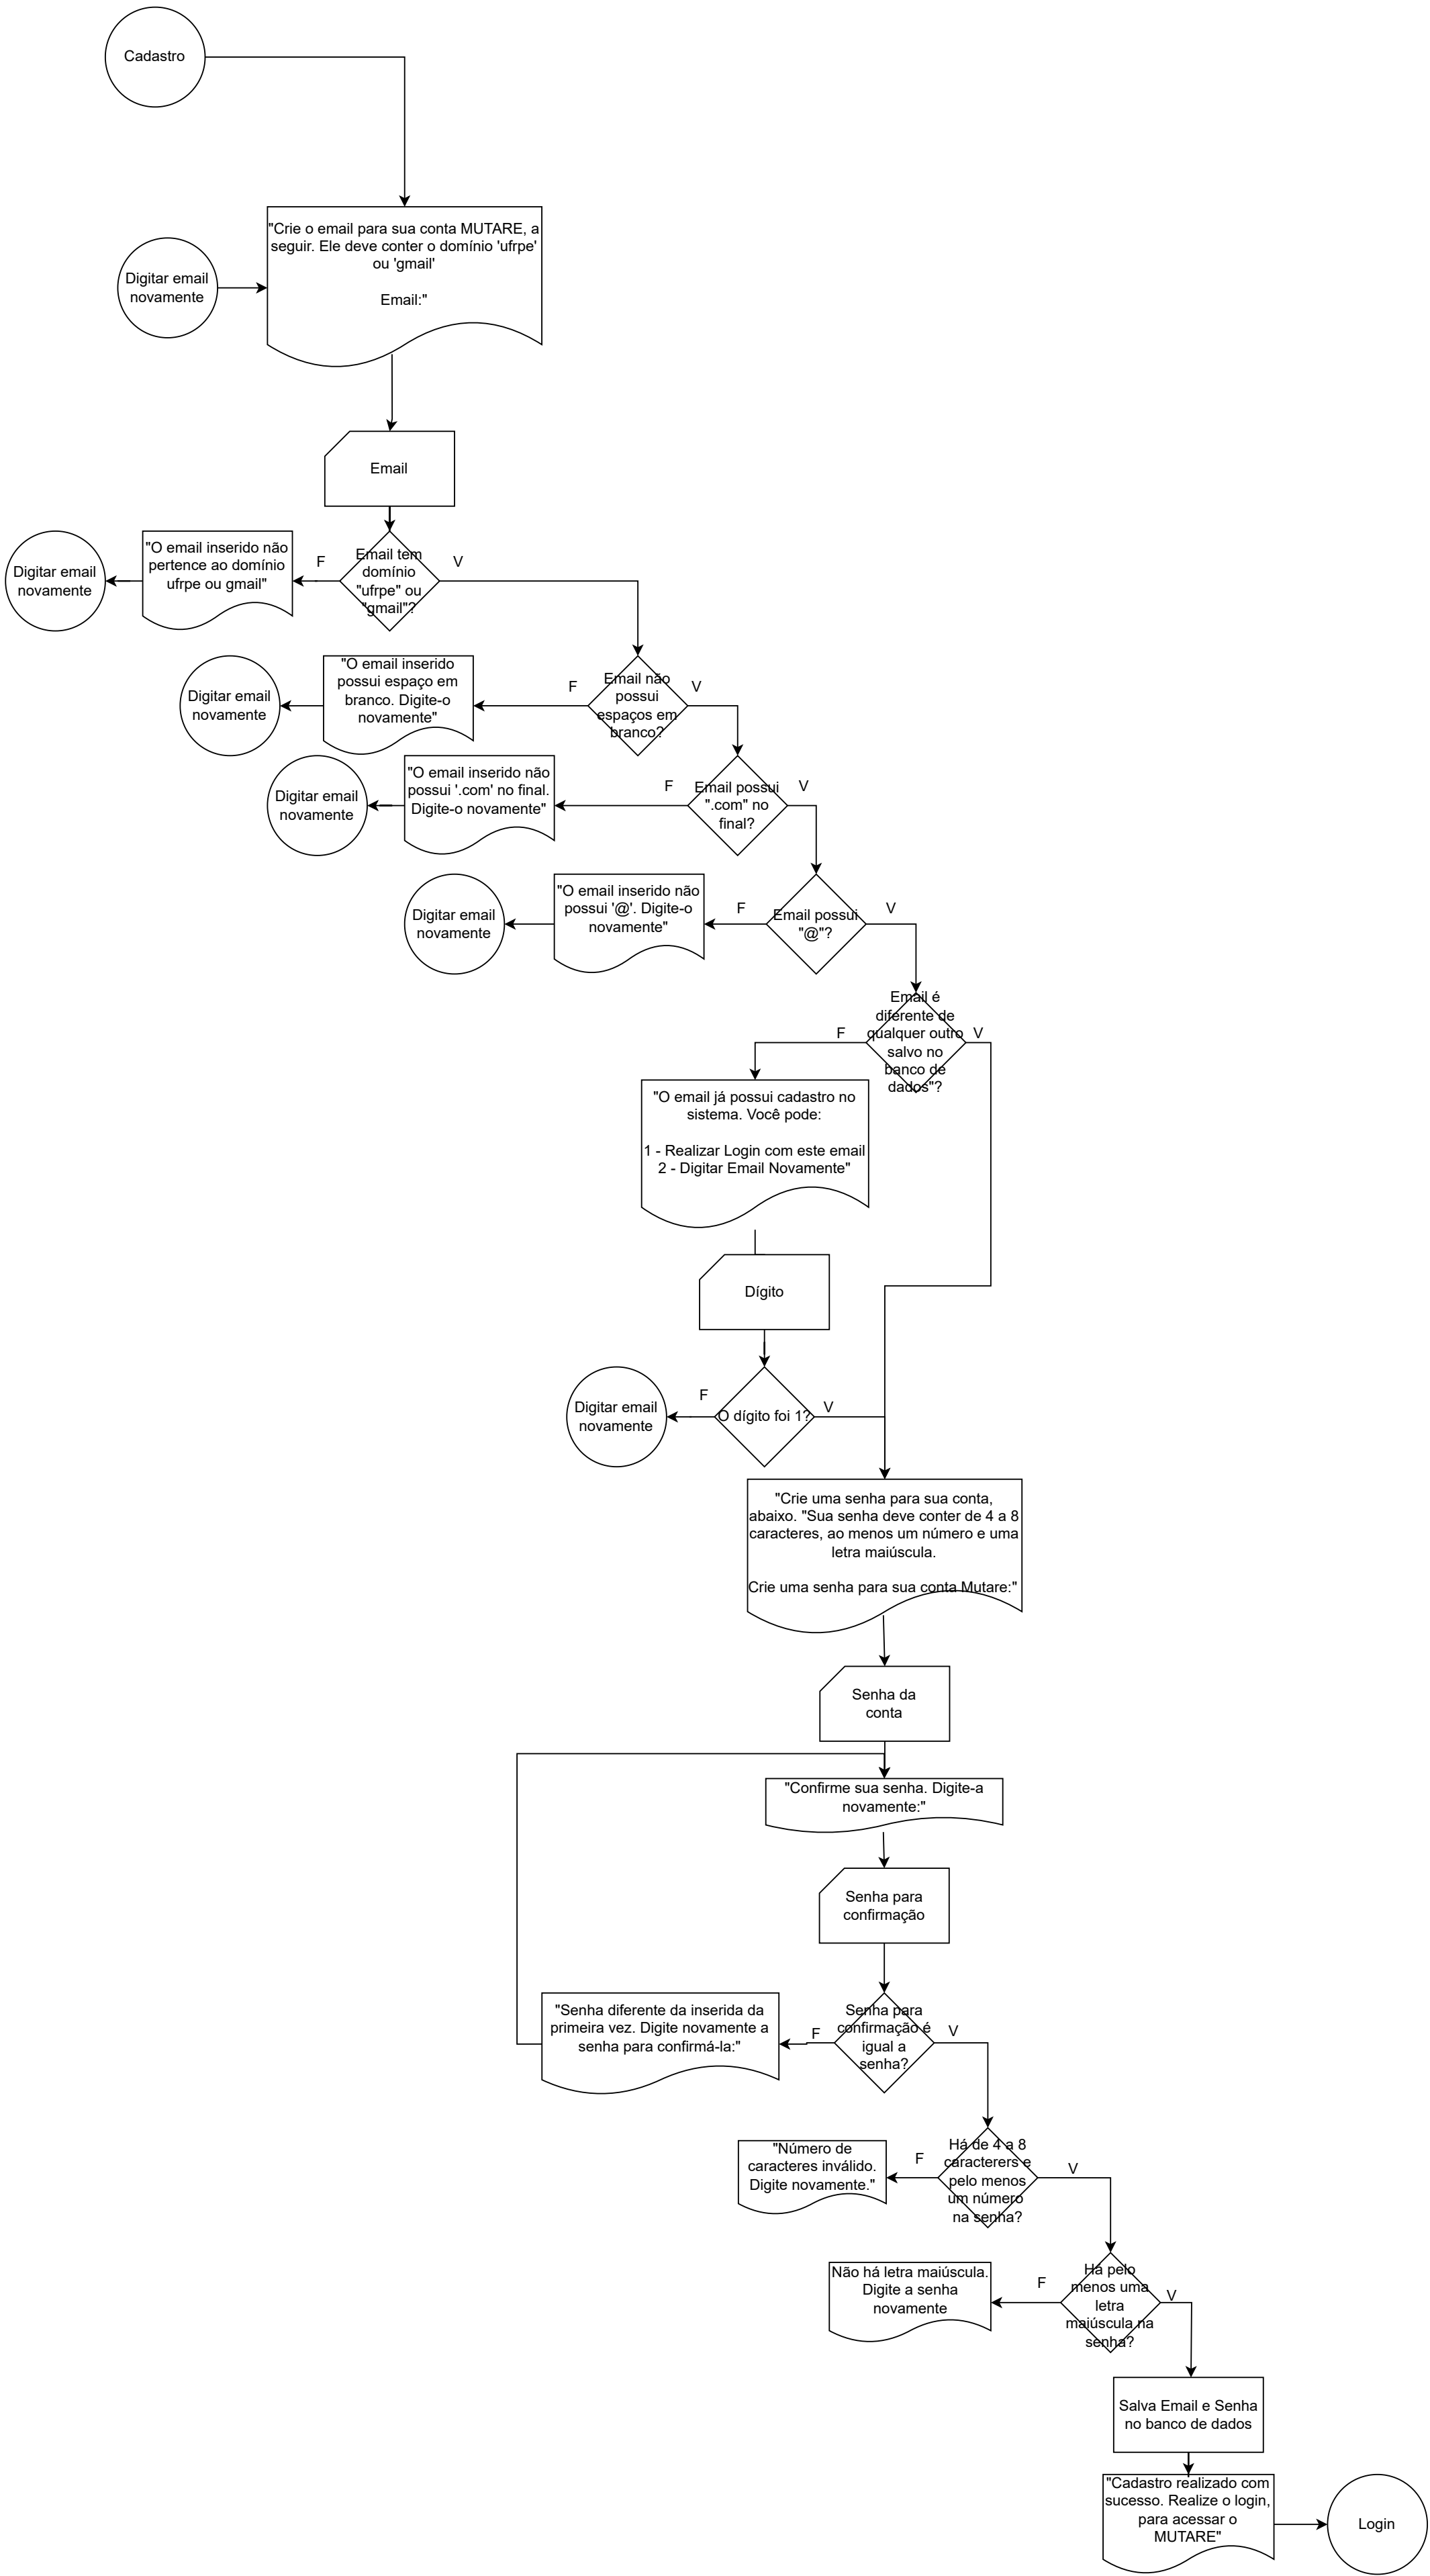 Cadastro
"Crie o email para sua conta MUTARE, a
seguir. Ele deve conter o domínio 'ufrpe'
ou 'gmail'
Email:"
Digitar email
novamente
Email
Email tem
domínio
"ufrpe" ou
"gmail"?
F
V
"O email inserido não
pertence ao domínio
ufrpe ou gmail"
Digitar email
novamente
Email não
possui
espaços em
branco?
F
V
"O email inserido
possui espaço em
branco. Digite-o
novamente"
Digitar email
novamente
Email possui
".com" no
final?
F
V
"O email inserido não
possui '.com' no final.
Digite-o novamente"
Digitar email
novamente
Email possui
"@"?
F
V
"O email inserido não
possui '@'. Digite-o
novamente"
Digitar email
novamente
Email é
diferente de
qualquer outro
salvo no
banco de
dados"?
F
V
"O email já possui cadastro no
sistema. Você pode:
1 - Realizar Login com este email
2 - Digitar Email Novamente"
Dígito
O dígito foi 1?
F
V
Digitar email
novamente
"Crie uma senha para sua conta,
abaixo. "Sua senha deve conter de 4 a 8
caracteres, ao menos um número e uma
letra maiúscula.
Crie uma senha para sua conta Mutare:"
Senha da
conta
"Confirme sua senha. Digite-a
novamente:"
Senha para
confirmação
Senha para
confirmação é
igual a
senha?
F
V
"Senha diferente da inserida da
primeira vez. Digite novamente a
senha para confirmá-la:"
Há de 4 a 8
caracterers e
pelo menos
um número
na senha?
F
V
"Número de
caracteres inválido.
Digite novamente."
Há pelo
menos uma
letra
maiúscula na
senha?
F
V
Não há letra maiúscula.
Digite a senha
novamente
Salva Email e Senha
no banco de dados
"Cadastro realizado com
sucesso. Realize o login,
para acessar o
MUTARE"
Login